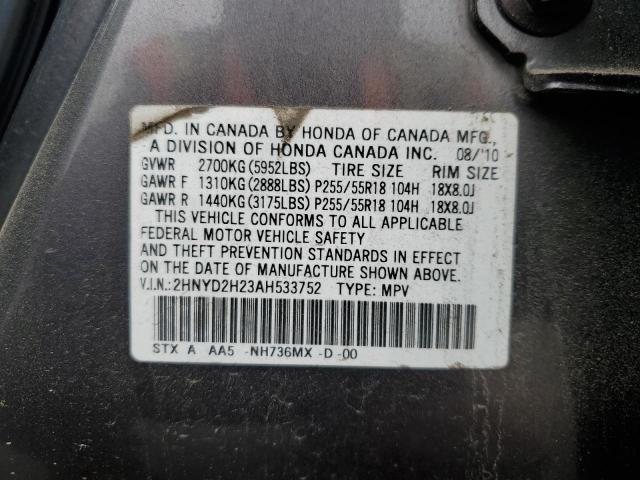 MFD. IN CANADA BY HONDA OF CANADA MFG.,
A DIVISION OF HONDA CANADA INC. 08/'10
GVWR 2700KG(5952LBS) TIRE SIZE RIM SIZE
GAWR F 1310KG(2888LBS) P255/55R18 104H 18X8.0J
GAWR R 1440KG(3175LBS) P255/55R18 104H 18X8.0J
THIS VEHICLE CONFORMS TO ALL APPLICABLE
FEDERAL MOTOR VEHICLE SAFETY
AND THEFT PREVENTION STANDARDS IN EFFECT
ON THE DATE OF MANUFACTURE SHOWN ABOVE.
V.I.N.:2HNYD2H23AH533752 TYPE: MPV
STX A AA5 -NH736MX -D -00